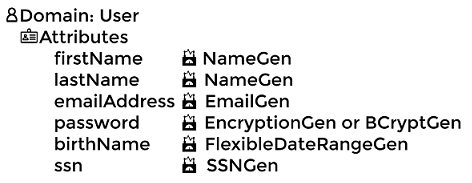 Domain: User
Attributes
firstName NameGen
lastName NameGen
emailAddress EmailGen
password EncryptionGen or BCryptGen
birthName FlexibleDateRangeGen
ssn SSNGen